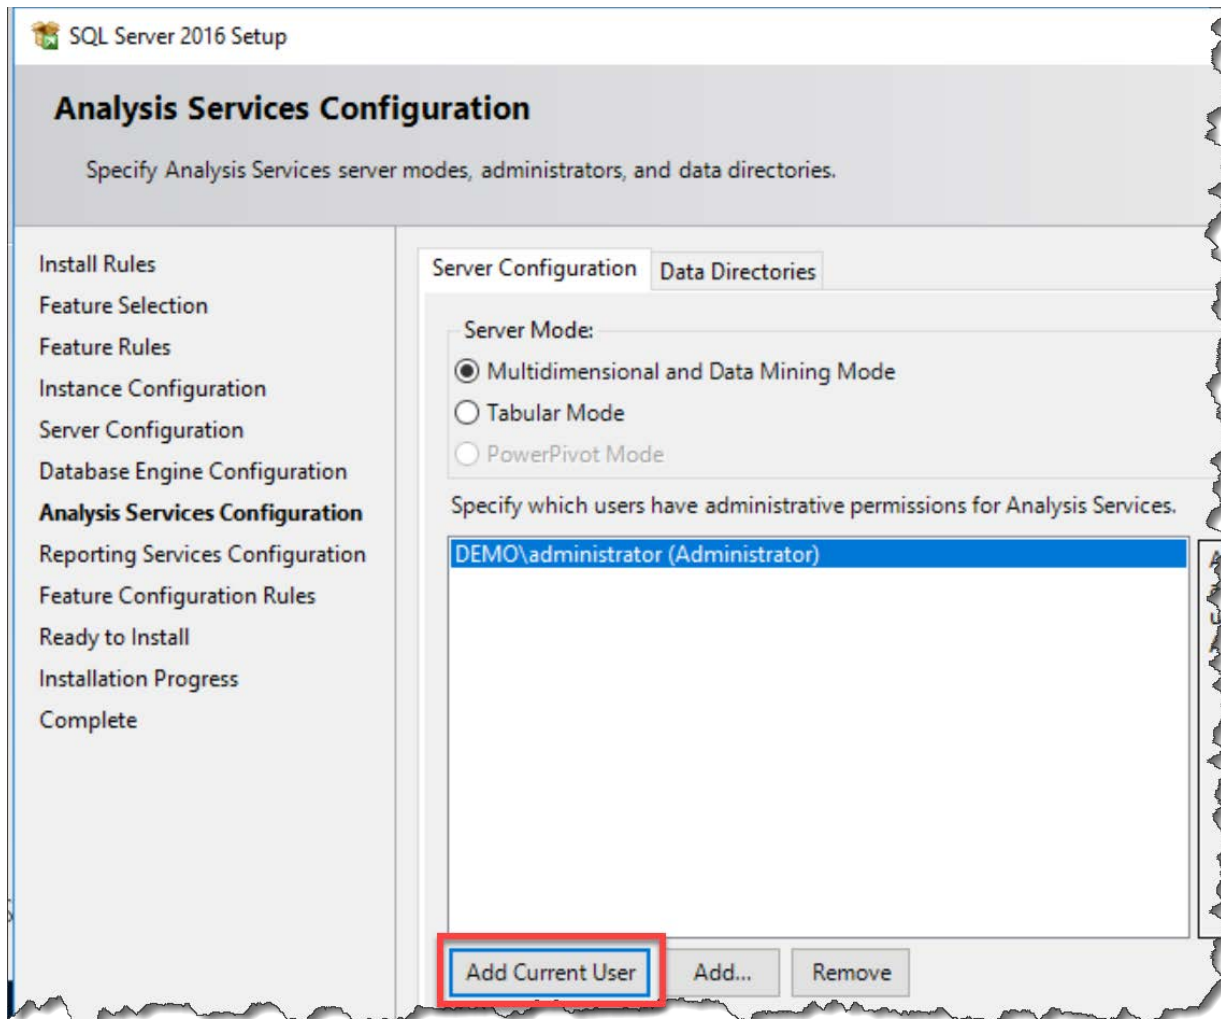 SQL Server 2016 Setup
Analysis Services Configuration
Specify Analysis Services server modes, administrators, and data directories.
Install Rules
Feature Selection
Feature Rules
Instance Configuration
Server Configuration
Database Engine Configuration
Analysis Services Configuration
Reporting Services Configuration
Feature Configuration Rules
Ready to Install
Installation Progress
Complete
Server Configuration
Data Directories
Server Mode:
Multidimensional and Data Mining Mode
Tabular Mode
PowerPivot Mode
Specify which users have administrative permissions for Analysis Services.
DEMO\administrator (Administrator)
Add Current User
Add...
Remove